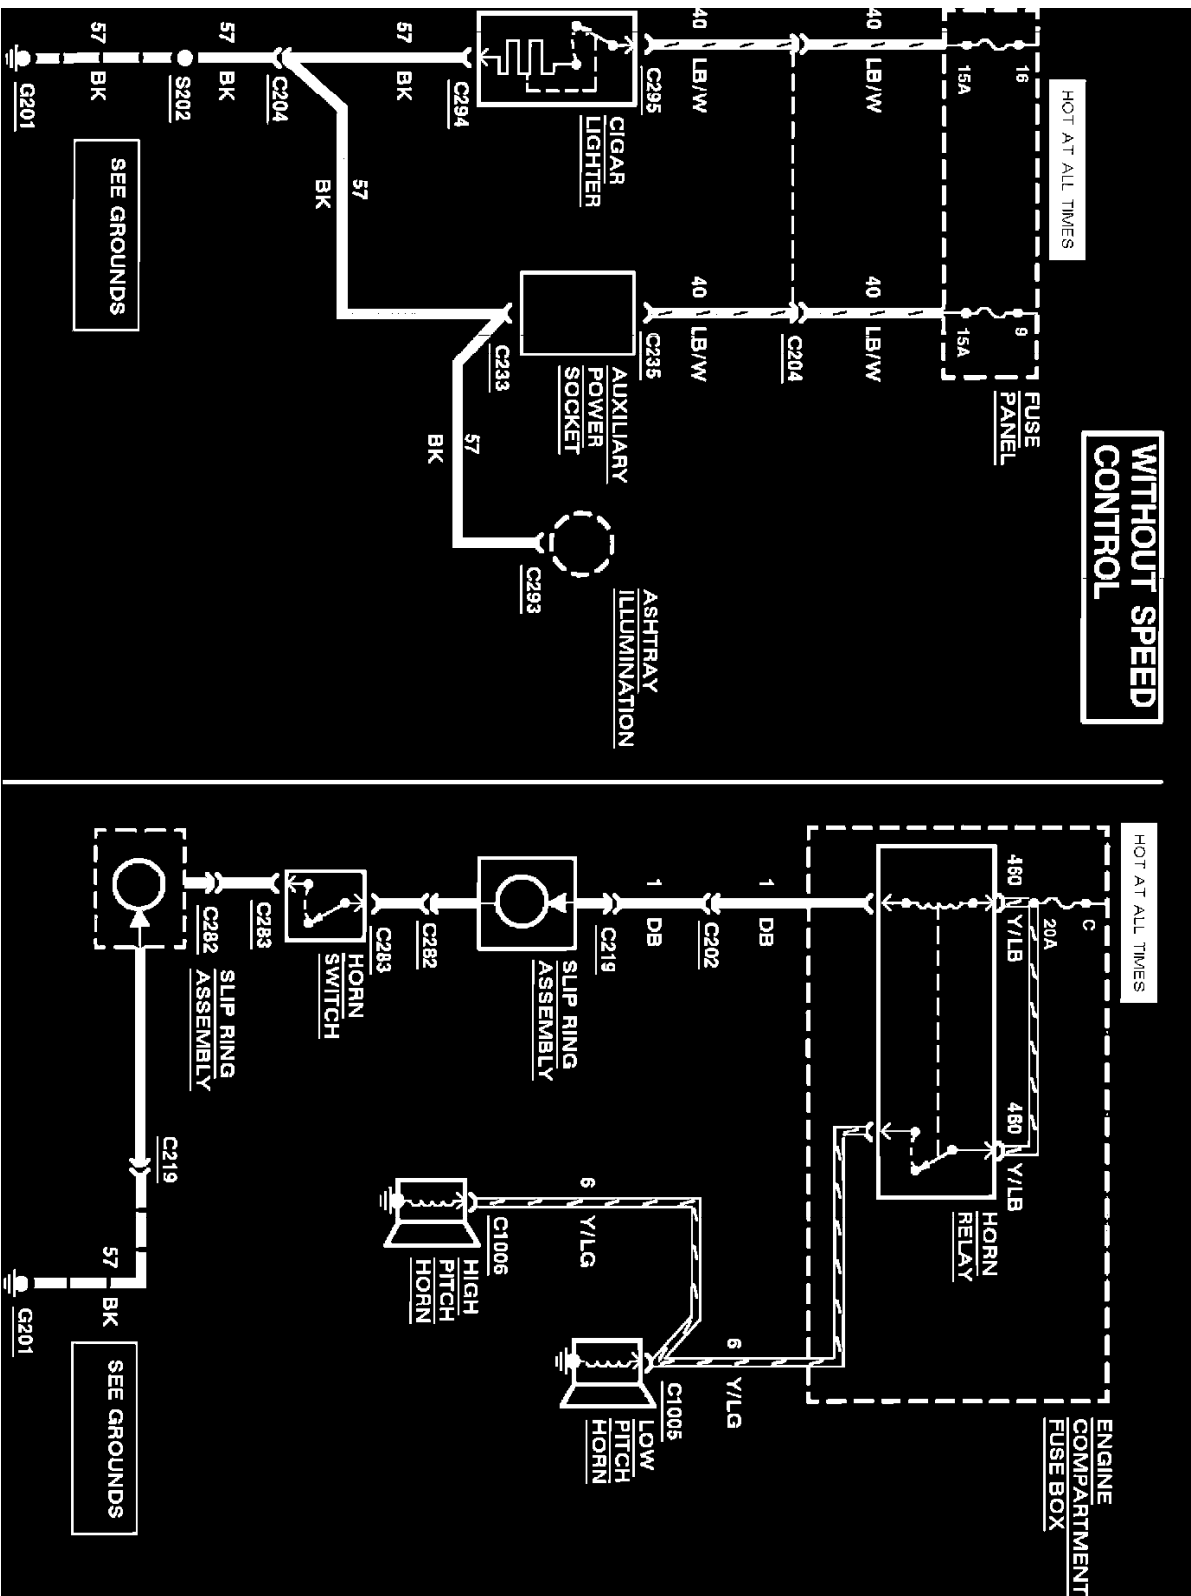 WITHOUT SPEED
CONTROL
HOT AT ALL TIMES
16
15A
9
15A
FUSE
PANEL
40
LB/W
40
LB/W
C204
40
LB/W
40
LB/W
C295
C235
CIGAR
LIGHTER
AUXILIARY
POWER
SOCKET
ASHTRAY
ILLUMINATION
C294
C233
C293
57
BK
57
BK
57
BK
C204
57
BK
S202
57
BK
G201
SEE GROUNDS
HOT AT ALL TIMES
C
20A
460
Y/LB
460
Y/LB
ENGINE
COMPARTMENT
FUSE BOX
HORN
RELAY
1
DB
C202
1
DB
6
Y/LG
C219
C1005
SLIP RING
ASSEMBLY
6
Y/LG
LOW
PITCH
HORN
C282
C1006
C283
HIGH
PITCH
HORN
HORN
SWITCH
C283
C282
SLIP RING
ASSEMBLY
C219
57
BK
G201
SEE GROUNDS